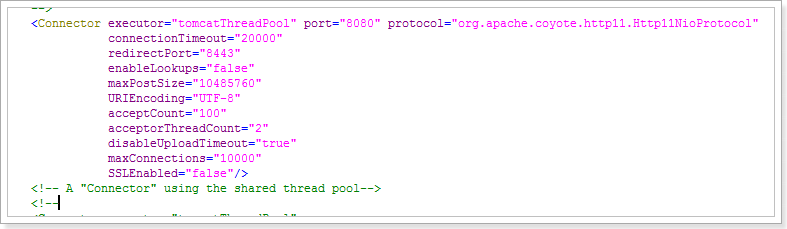 -->
<Connector executor="tomcatThreadPool" port="8080" protocol="org.apache.coyote.http11.Http11NioProtocol"
connectionTimeout="20000"
redirectPort="8443"
enableLookups="false"
maxPostSize="10485760"
URIEncoding="UTF-8"
acceptCount="100"
acceptorThreadCount="2"
disableUploadTimeout="true"
maxConnections="10000"
SSLEnabled="false"/>
<!-- A "Connector" using the shared thread pool-->
<!--